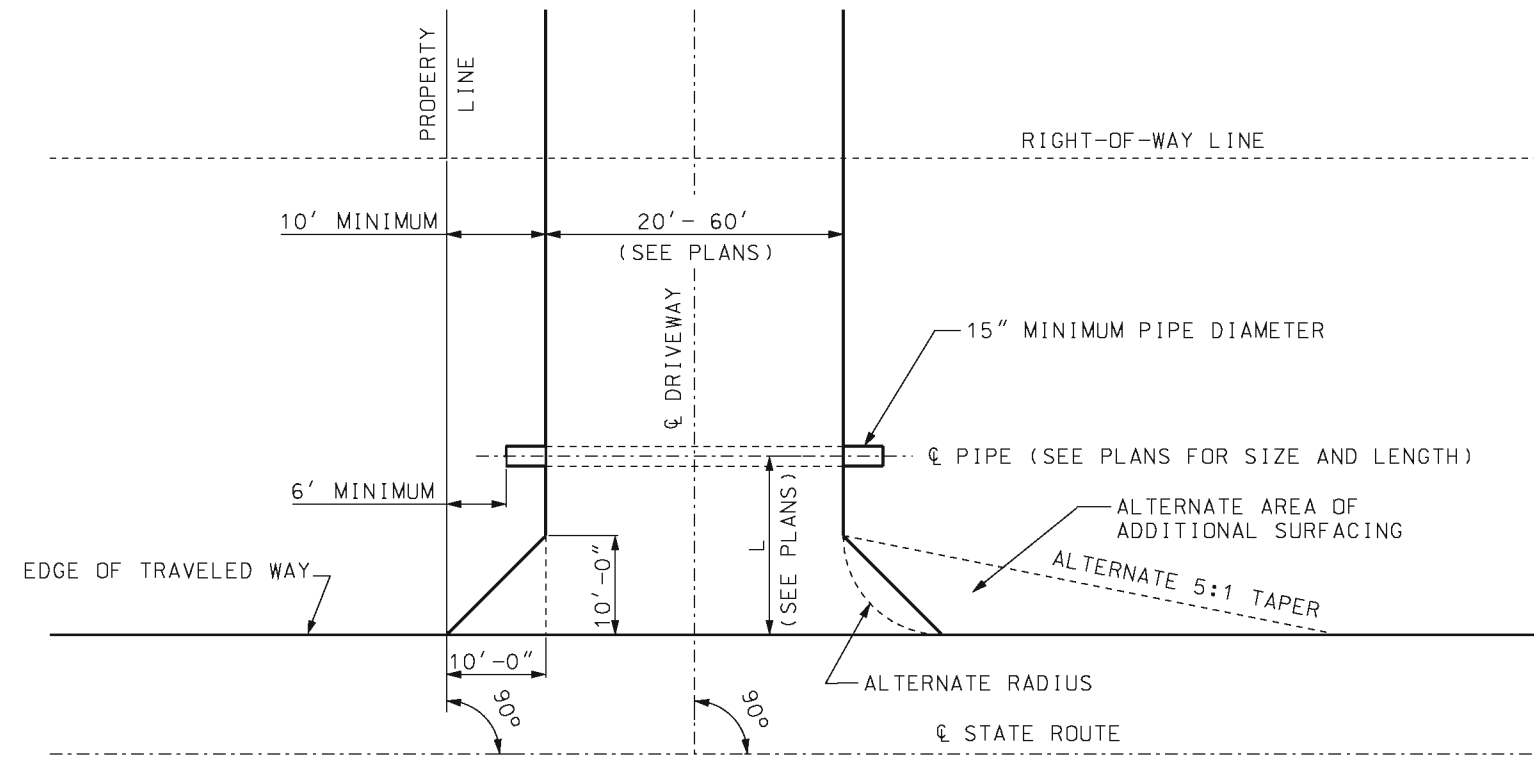 PROPERTY
LINE
RIGHT-OF-WAY LINE
10' MINIMUM
20'- 60'
(SEE PLANS)
℄ DRIVEWAY
15" MINIMUM PIPE DIAMETER
℄ PIPE (SEE PLANS FOR SIZE AND LENGTH)
6' MINIMUM
L
(SEE PLANS)
ALTERNATE AREA OF
ADDITIONAL SURFACING
EDGE OF TRAVELED WAY
10'-0"
ALTERNATE 5:1 TAPER
10'-0"
ALTERNATE RADIUS
90°
90°
℄ STATE ROUTE